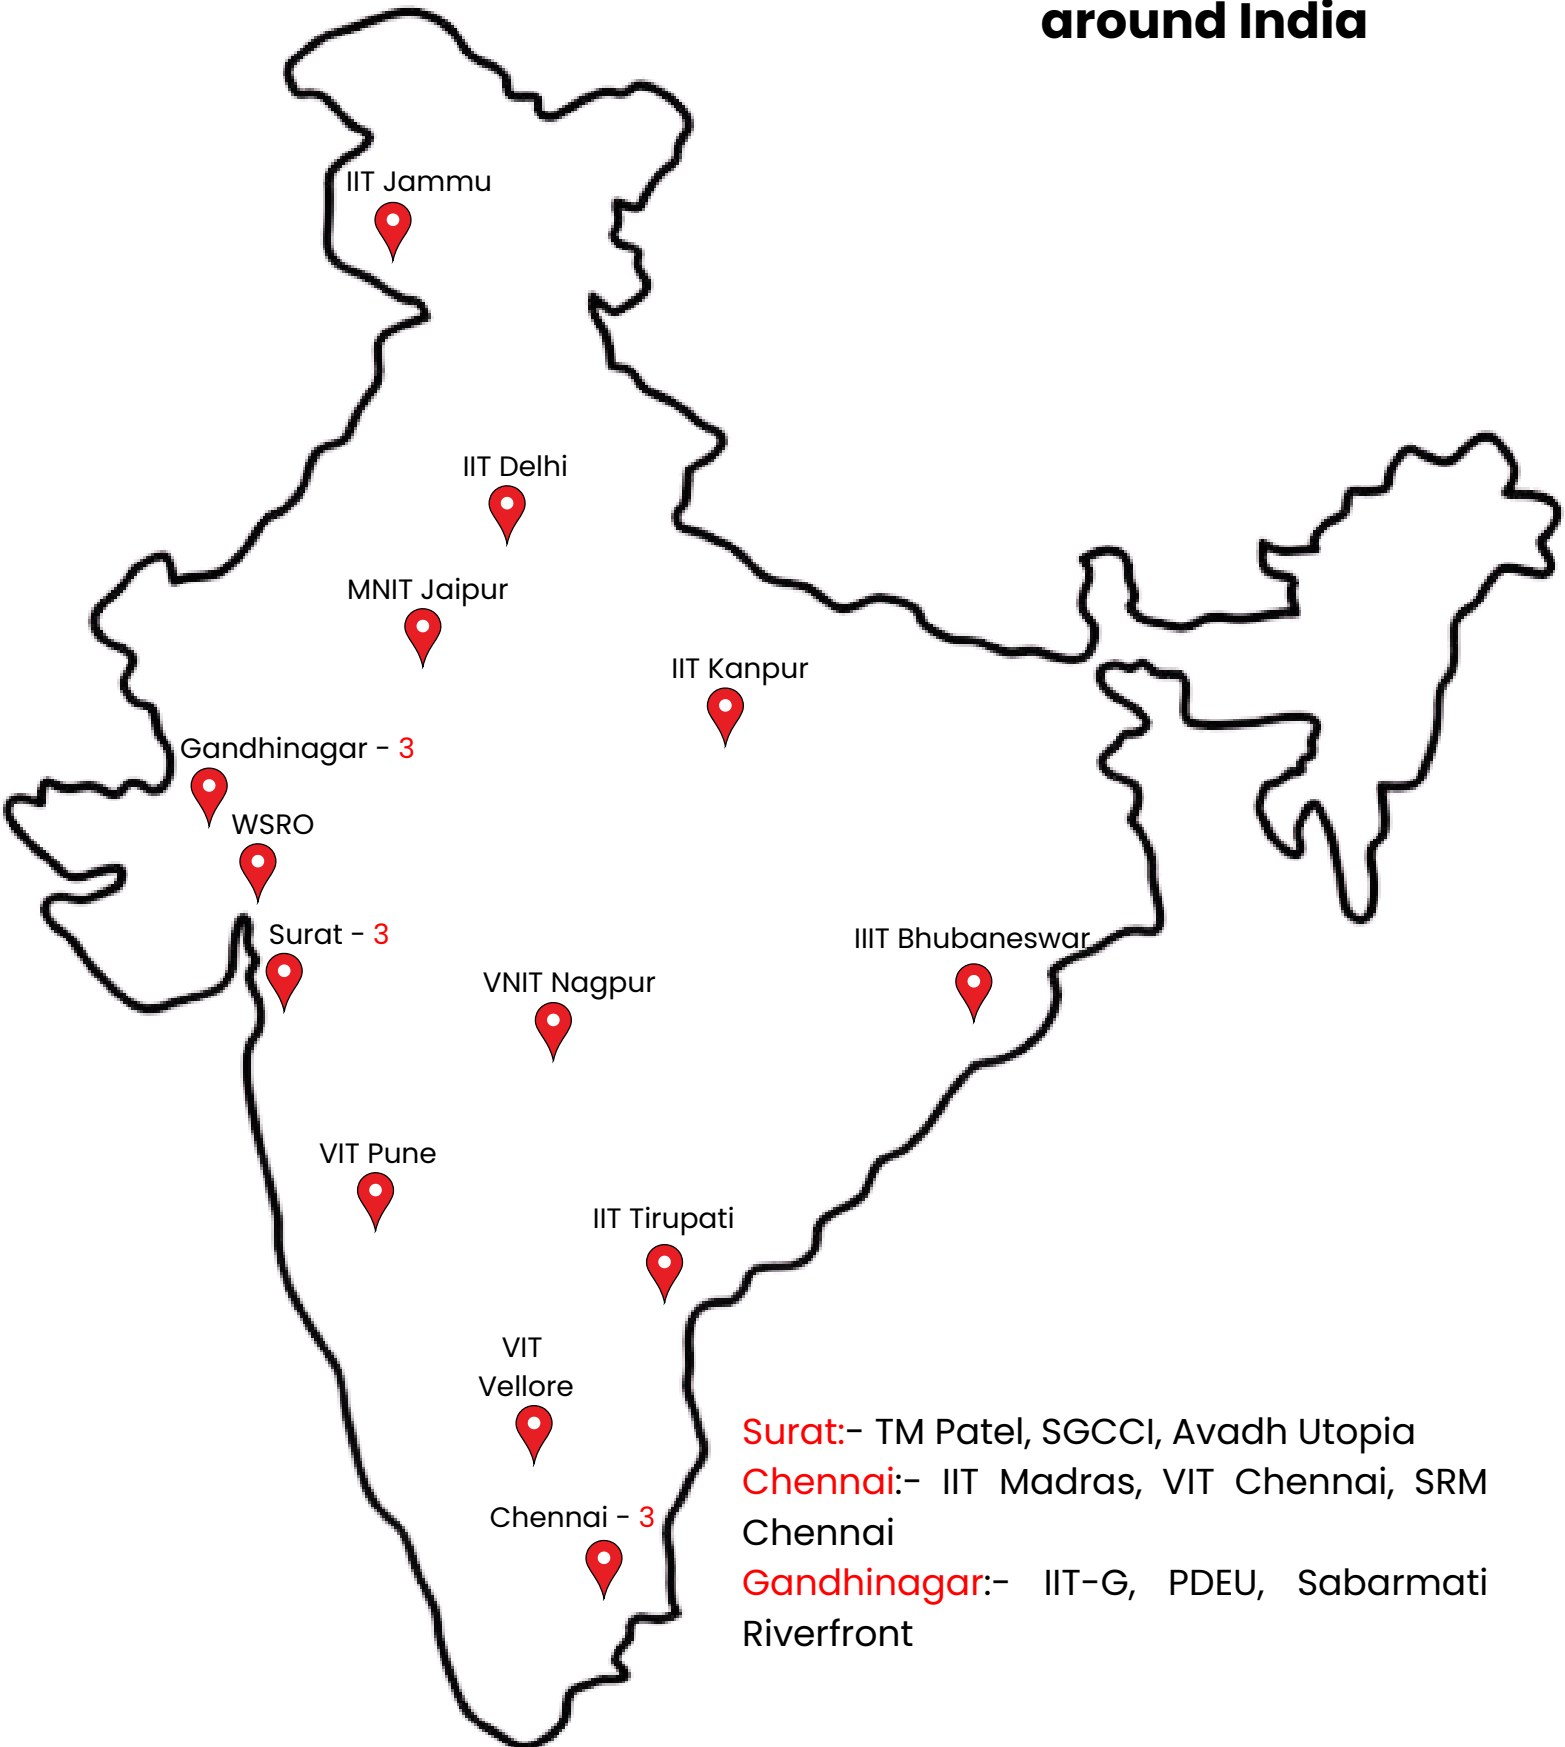 around India
IIT Jammu
IIT Delhi
MNIT Jaipur
IIT Kanpur
Gandhinagar - 3
WSRO
Surat - 3
IIIT Bhubaneswar
VNIT Nagpur
VIT Pune
IIT Tirupati
VIT
Vellore
Chennai - 3
Surat:- TM Patel, SGCCI, Avadh Utopia
Chennai:- IIT Madras, VIT Chennai, SRM
Chennai
Gandhinagar:- IIT-G, PDEU, Sabarmati
Riverfront